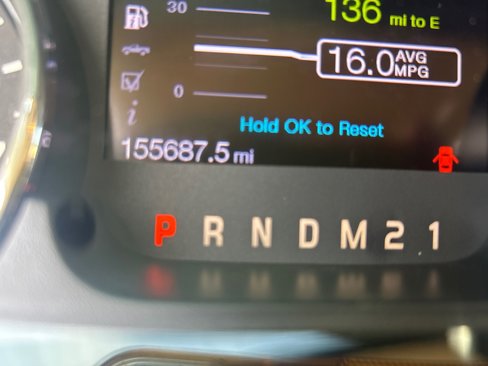 30
136 mi to E
16.0 AVG MPG
0
Hold OK to Reset
155687.5 mi
P R N D M 2 1